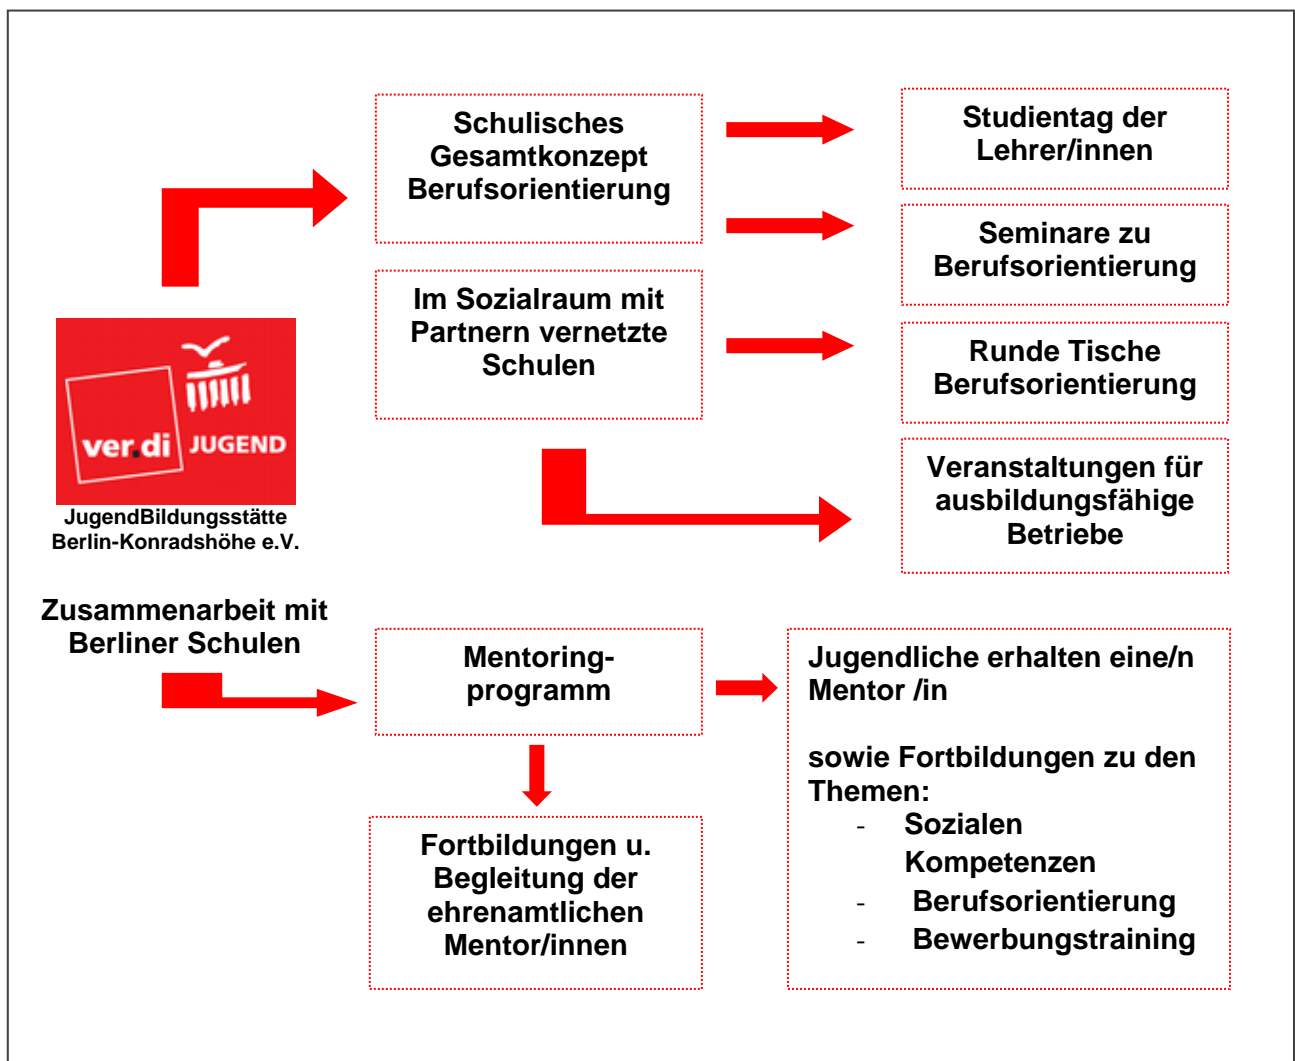 Schulisches
Gesamtkonzept
Berufsorientierung
Studientag der
Lehrer/innen
Seminare zu
Berufsorientierung
Im Sozialraum mit
Partnern vernetzte
Schulen
Runde Tische
Berufsorientierung
ver.di JUGEND
JugendBildungsstätte
Berlin-Konradshöhe e.V.
Veranstaltungen für
ausbildungsfähige
Betriebe
Zusammenarbeit mit
Berliner Schulen
Mentoring-
programm
Jugendliche erhalten eine/n
Mentor /in
sowie Fortbildungen zu den
Themen:
- Sozialen
Kompetenzen
- Berufsorientierung
- Bewerbungstraining
Fortbildungen u.
Begleitung der
ehrenamtlichen
Mentor/innen